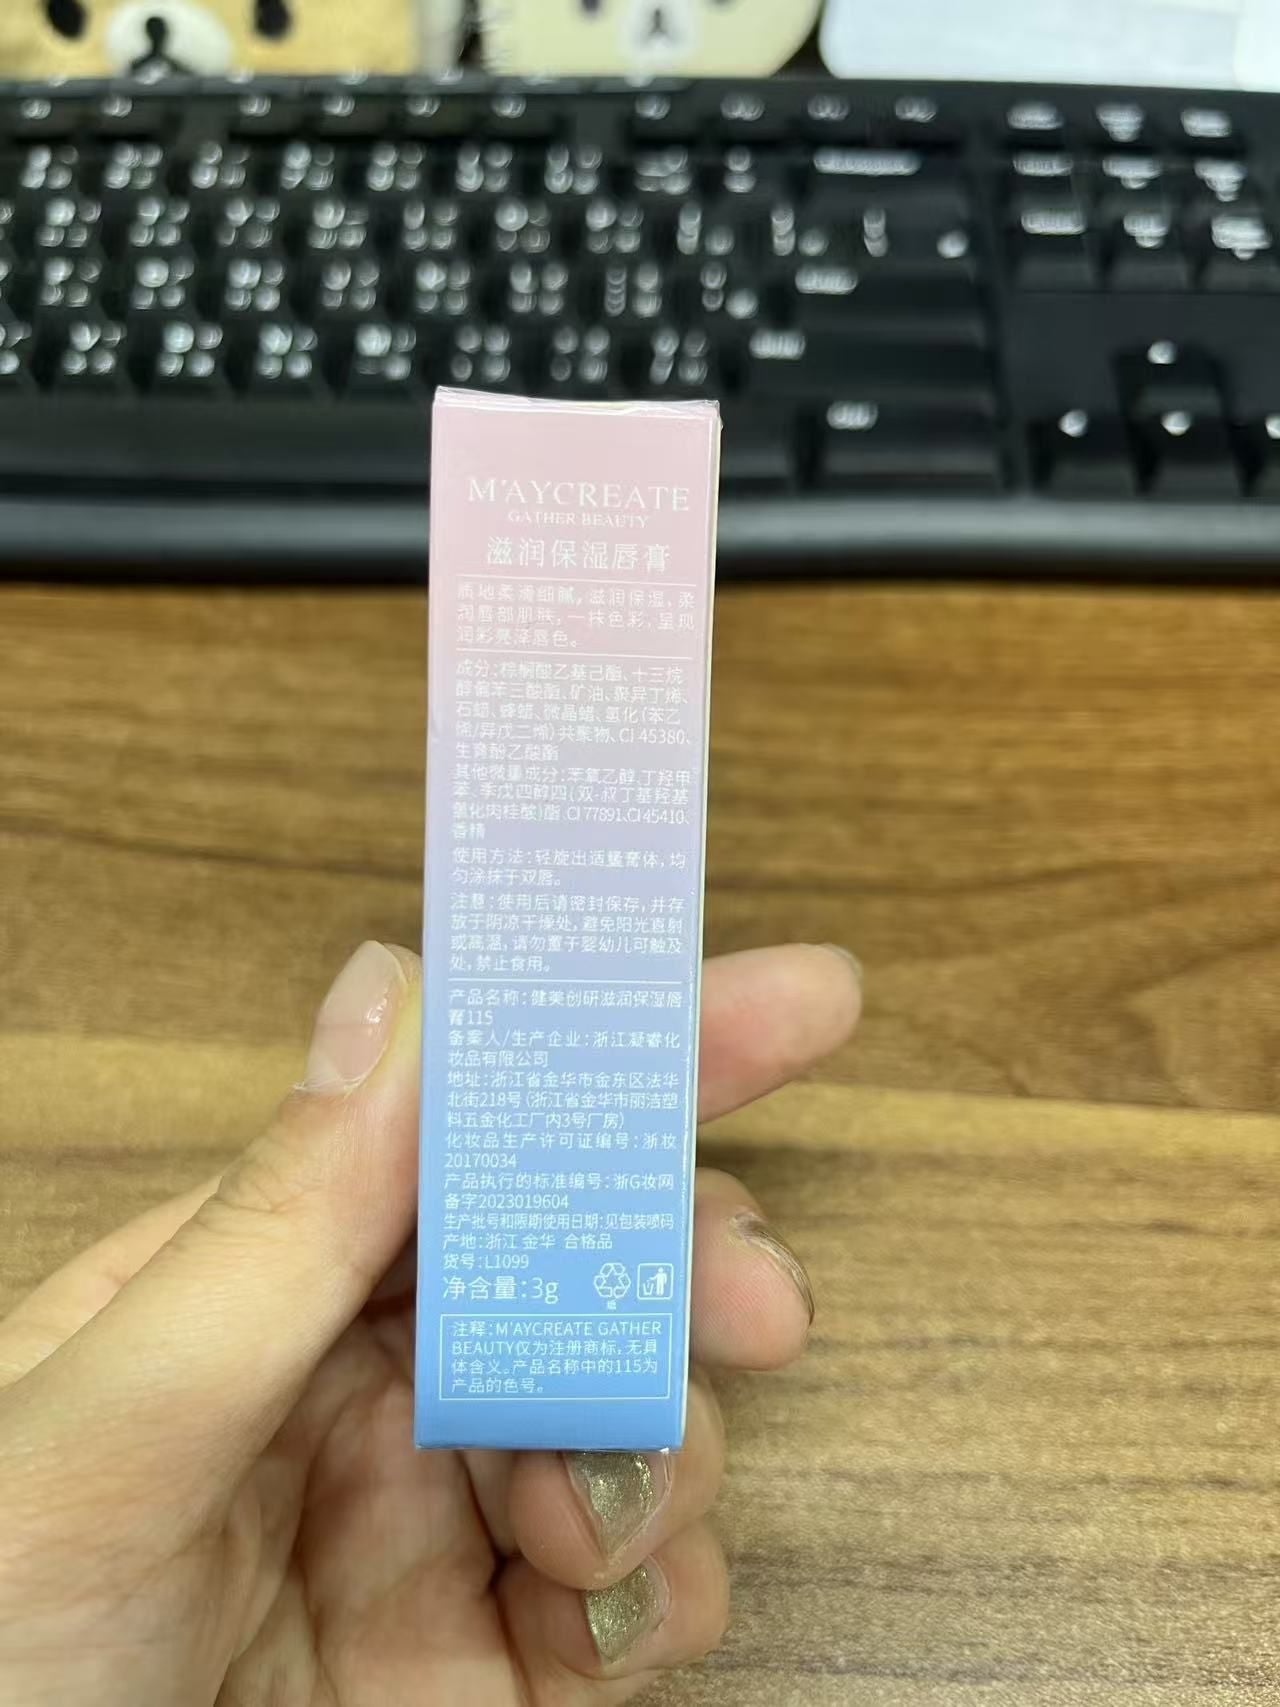 M'AYCREATE
GATHER BEAUTY
滋润保湿唇膏
质地柔滑细腻，滋润保湿，柔
润唇部肌肤，一抹色彩，呈现
润彩亮泽唇色。
成分：棕榈酸乙基己酯、十三烷
醇偏苯三酸酯、矿油、聚异丁烯、
石蜡、蜂蜡、微晶蜡、氢化（苯乙
烯/异戊二烯）共聚物、CI 45380、
生育酚乙酸酯
其他微量成分：苯氧乙醇、丁羟甲
苯、季戊四醇四（双-叔丁基羟基
氢化肉桂酸）酯、CI 77891、CI 45410、
香精
使用方法：轻旋出适量膏体，均
匀涂抹于双唇。
注意：使用后请密封保存，并存
放于阴凉干燥处，避免阳光直射
或高温，请勿置于婴幼儿可触及
处，禁止食用。
产品名称：健美创研滋润保湿唇
膏115
备案人/生产企业：浙江凝睿化
妆品有限公司
地址：浙江省金华市金东区法华
北街218号（浙江省金华市丽洁塑
料五金化工厂内3号厂房）
化妆品生产许可证编号：浙妆
20170034
产品执行的标准编号：浙G妆网
备字2023019604
生产批号和限期使用日期：见包装喷码
产地：浙江 金华 合格品
货号：L1099
净含量：3g
纸
注释：M'AYCREATE GATHER
BEAUTY仅为注册商标，无具
体含义。产品名称中的115为
产品的色号。